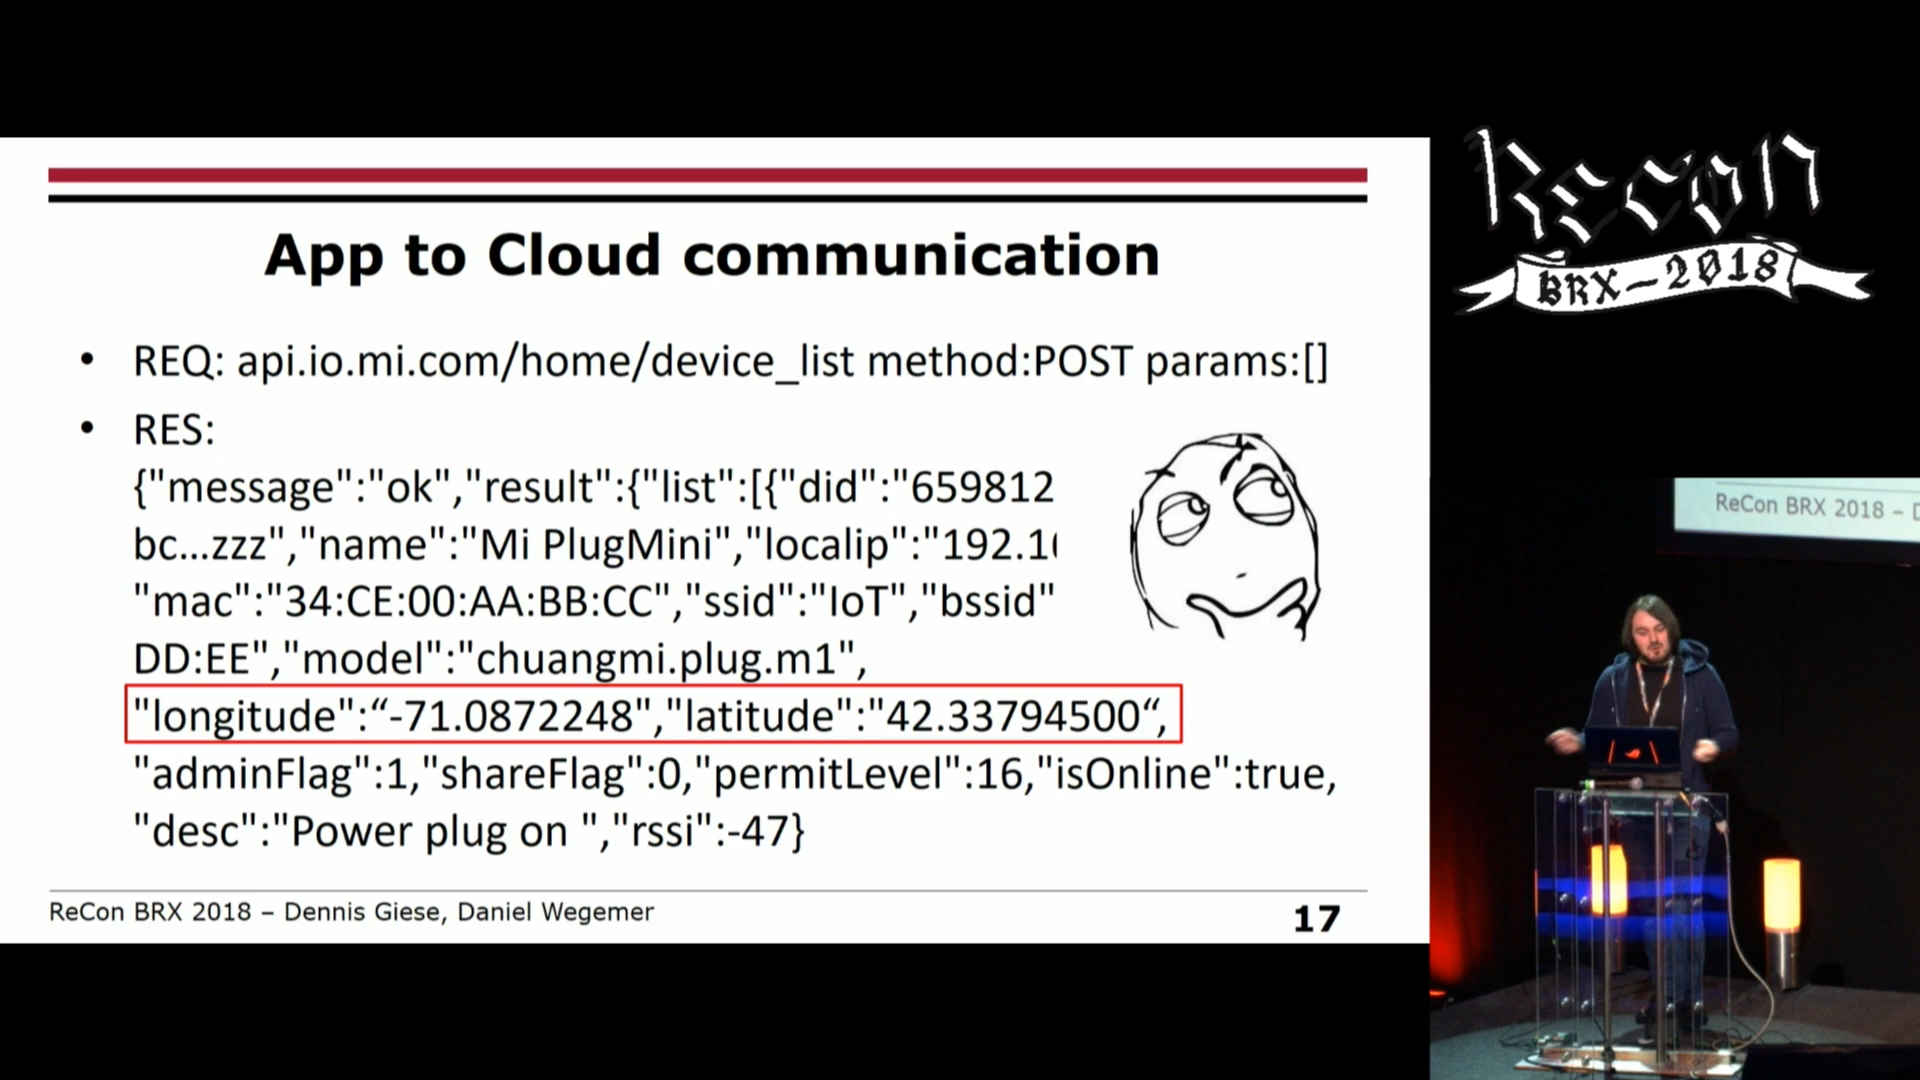 App to Cloud communication
• REQ: api.io.mi.com/home/device_list method:POST params:[]
• RES:
{"message":"ok","result":{"list":[{"did":"659812
bc...zzz","name":"Mi PlugMini","localip":"192.1
"mac":"34:CE:00:AA:BB:CC","ssid":"IoT","bssid"
DD:EE","model":"chuangmi.plug.m1",
"longitude":“-71.0872248","latitude":"42.33794500“,
"adminFlag":1,"shareFlag":0,"permitLevel":16,"isOnline":true,
"desc":"Power plug on ","rssi":-47}
ReCon BRX 2018 – Dennis Giese, Daniel Wegemer
17
Recon
BRX-2018
ReCon BRX 2018 –